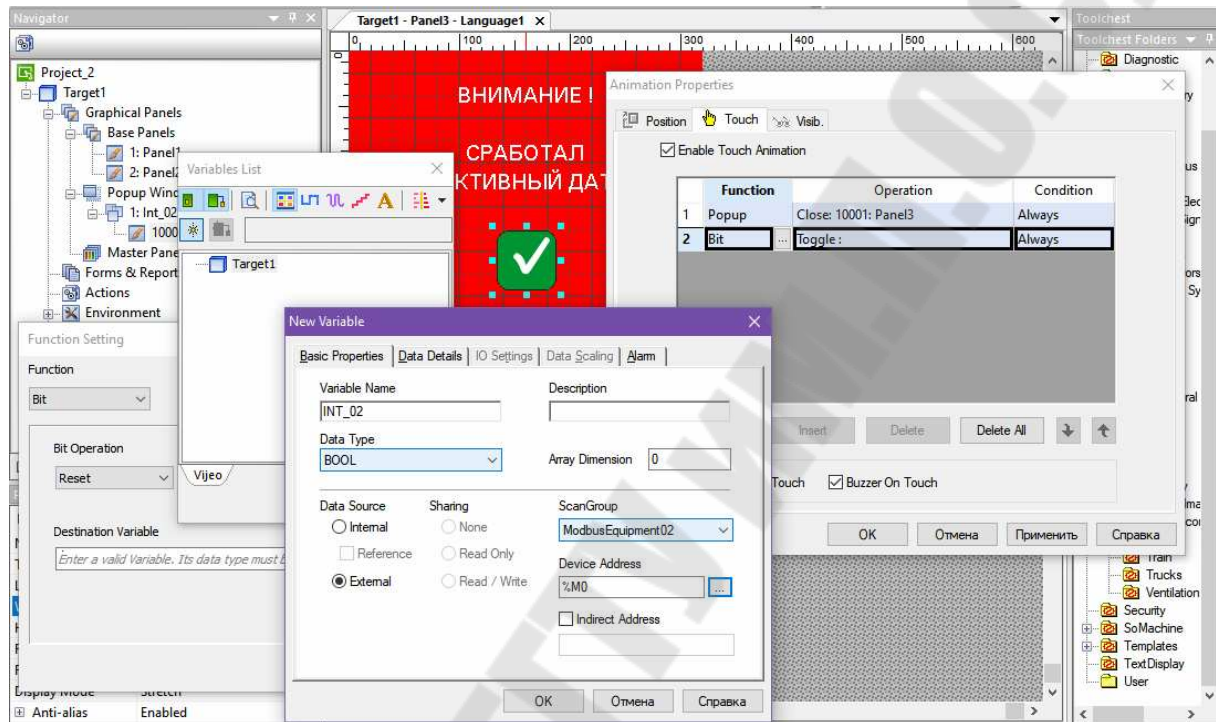 Navigator
Project_2
Target1
Graphical Panels
Base Panels
1: Panel1
2: Panel2
Popup Wind
1: Int_02
1000
Master Pane
Forms & Report
Actions
Environment
Target1 - Panel3 - Language1
0 100 200 300 400 500 600
ВНИМАНИЕ !
СРАБОТАЛ
КТИВНЫЙ ДАТ
Toolchest
Toolchest Folders
Diagnostic
Train
Trucks
Ventilation
Security
SoMachine
Templates
TextDisplay
User
Animation Properties
Position Touch Visib.
Enable Touch Animation
Function Operation Condition
1 Popup Close: 10001: Panel3 Always
2 Bit ... Toggle : Always
Insert Delete Delete All
Touch Buzzer On Touch
OK Отмена Применить Справка
Variables List
Target1
Vijeo
Function Setting
Function
Bit
Bit Operation
Reset
Destination Variable
Enter a valid Variable. Its data type must b
Display Mode Stretch
Anti-alias Enabled
New Variable
Basic Properties Data Details IO Settings Data Scaling Alarm
Variable Name Description
INT_02
Data Type
BOOL Array Dimension 0
Data Source Sharing ScanGroup
Internal None ModbusEquipment02
Reference Read Only Device Address
External Read / Write %M0 ...
Indirect Address
OK Отмена Справка